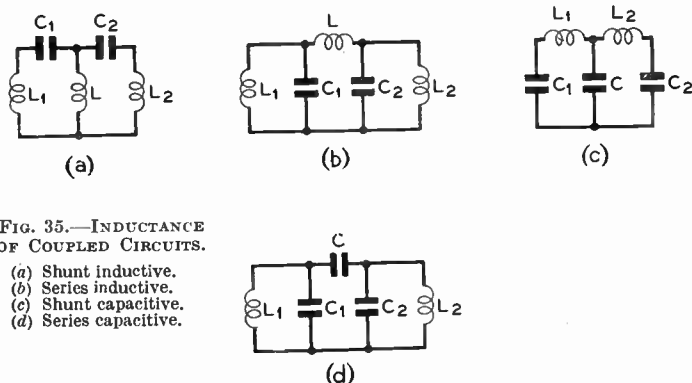 C₁ C₂
L₁ L L₂
(a)
L
L₁ C₁ C₂ L₂
(b)
L₁ L₂
C₁ C C₂
(c)
FIG. 35.—INDUCTANCE
OF COUPLED CIRCUITS.
(a) Shunt inductive.
(b) Series inductive.
(c) Shunt capacitive.
(d) Series capacitive.
C
L₁ C₁ C₂ L₂
(d)